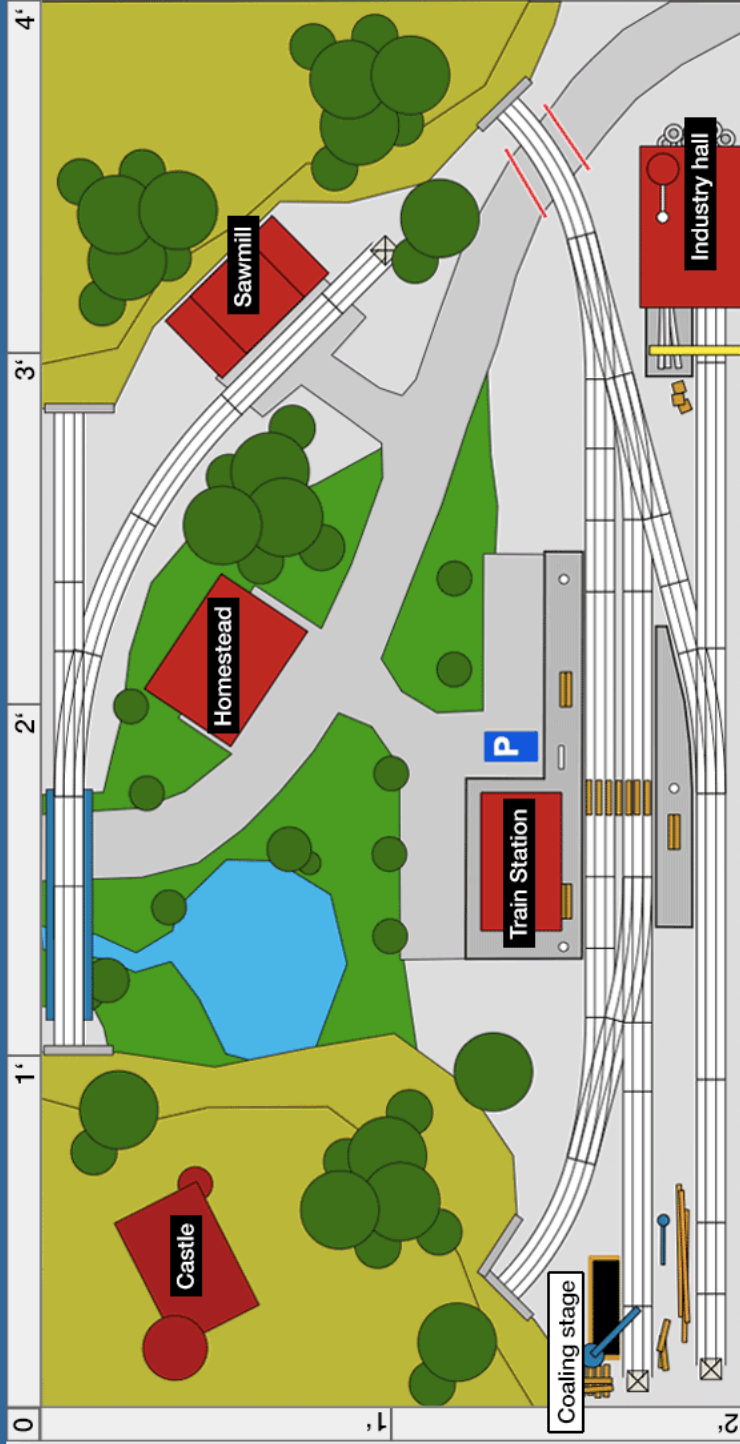 0
1'
2'
3'
4'
1'
2'
Castle
Homestead
Sawmill
Train Station
P
Industry hall
Coaling stage